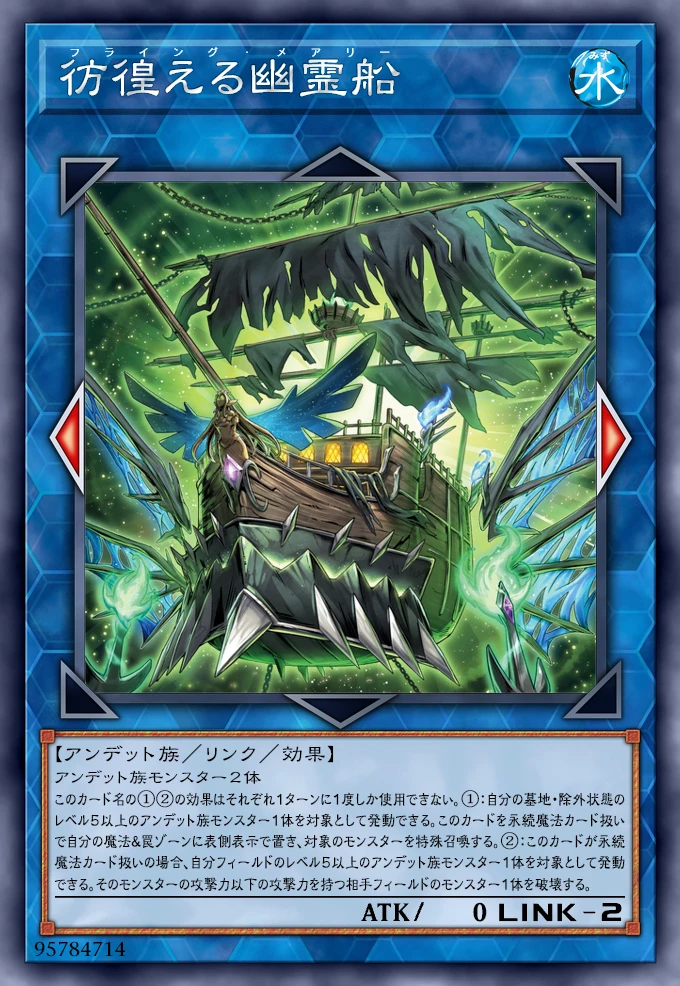 フライング・メアリー
彷徨える幽霊船
みず
水
【アンデット族／リンク／効果】
アンデット族モンスター２体
このカード名の①②の効果はそれぞれ1ターンに1度しか使用できない。①：自分の墓地・除外状態の
レベル５以上のアンデット族モンスター1体を対象として発動できる。このカードを永続魔法カード扱い
で自分の魔法&罠ゾーンに表側表示で置き、対象のモンスターを特殊召喚する。②：このカードが永続
魔法カード扱いの場合、自分フィールドのレベル５以上のアンデット族モンスター1体を対象として発動
できる。そのモンスターの攻撃力以下の攻撃力を持つ相手フィールドのモンスター1体を破壊する。
ATK/ 0 LINK-2
95784714